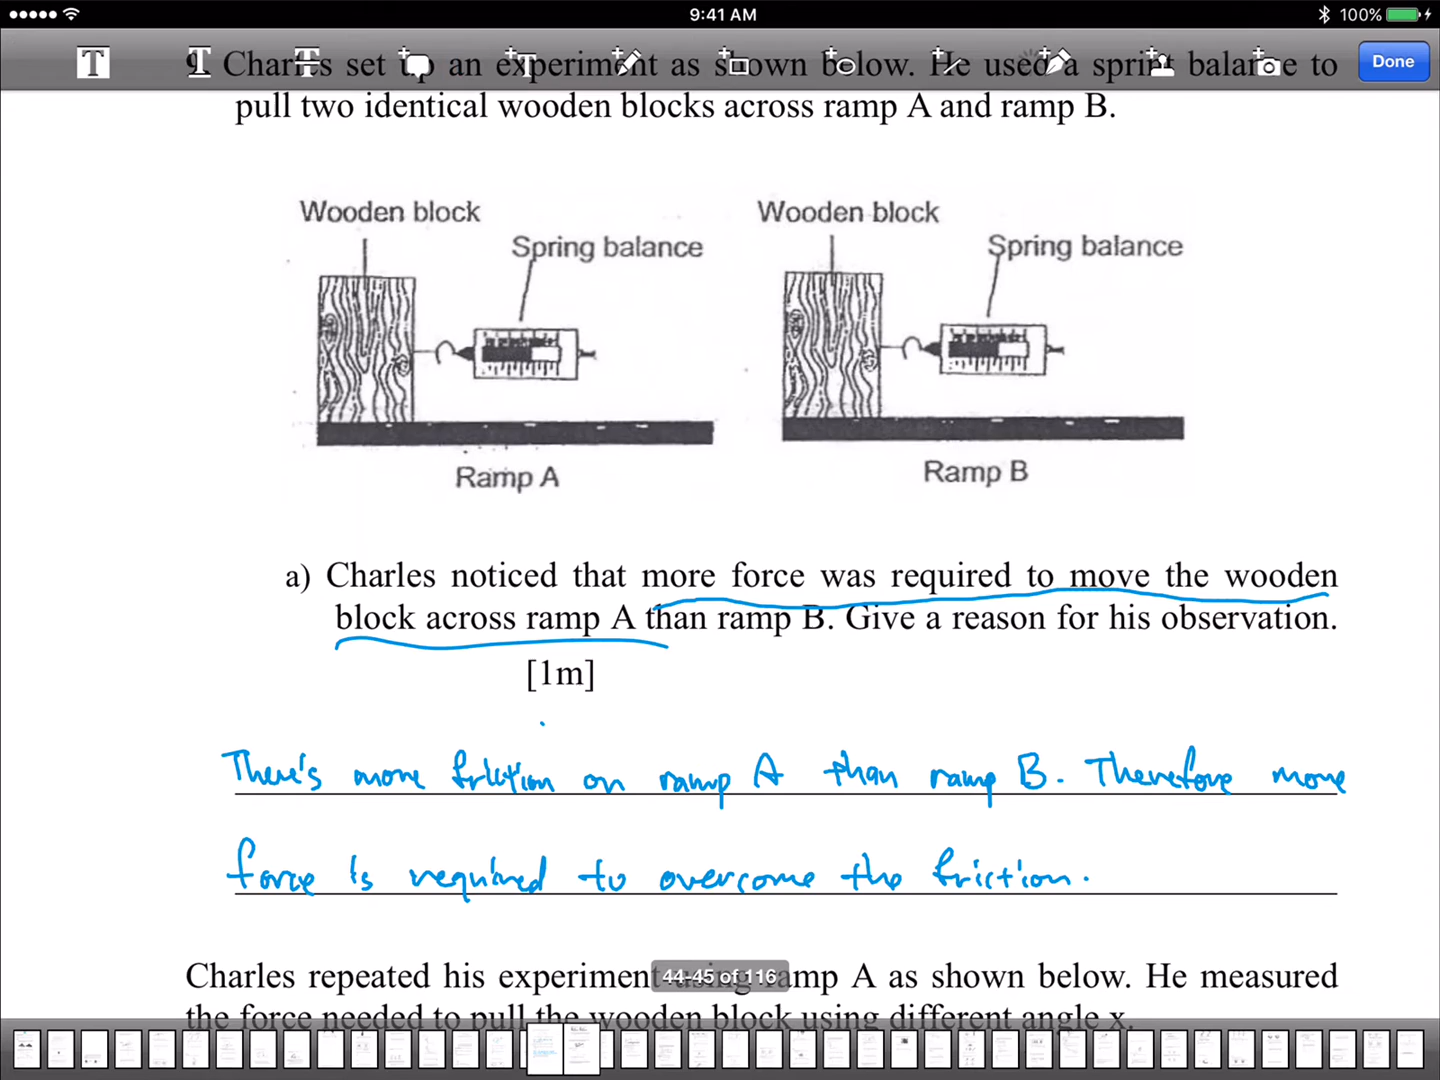 9:41 AM
100%
Done
9. Charles set up an experiment as shown below. He used a spring balance to
pull two identical wooden blocks across ramp A and ramp B.
Wooden block
Spring balance
Ramp A
Wooden block
Spring balance
Ramp B
a) Charles noticed that more force was required to move the wooden
block across ramp A than ramp B. Give a reason for his observation.
[1m]
There's more friction on ramp A than ramp B. Therefore more
force is required to overcome the friction.
Charles repeated his experiment using ramp A as shown below. He measured
the force needed to pull the wooden block using different angle x.
44-45 of 116